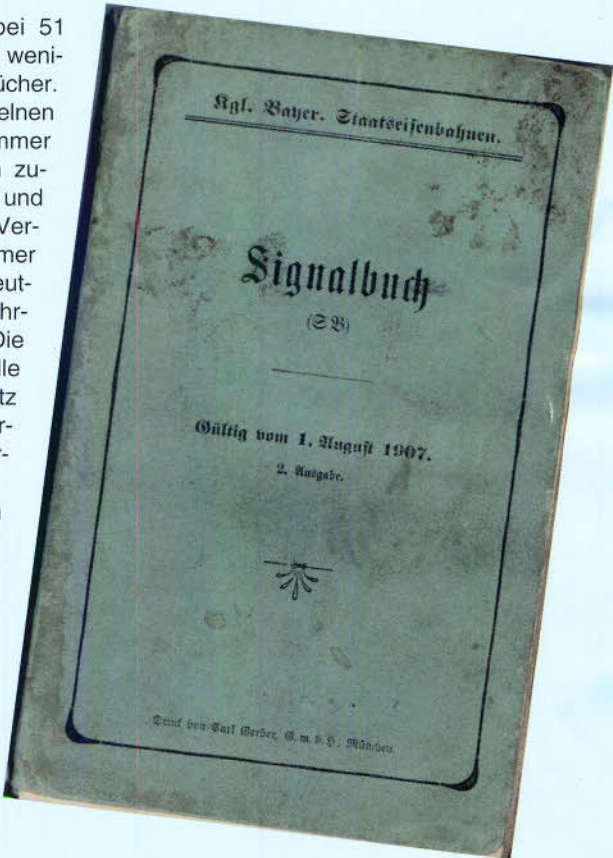 bei 51
weni-
ücher.
elnen
mmer
zu-
und
Ver-
mer
eut-
hr-
Die
lle
tz
r-
r-
Kgl. Bayer. Staatseisenbahnen.
Signalbuch
(SB)
Gültig vom 1. August 1907.
2. Ausgabe.
Druck von Carl Gerber, G. m. b. H., München.